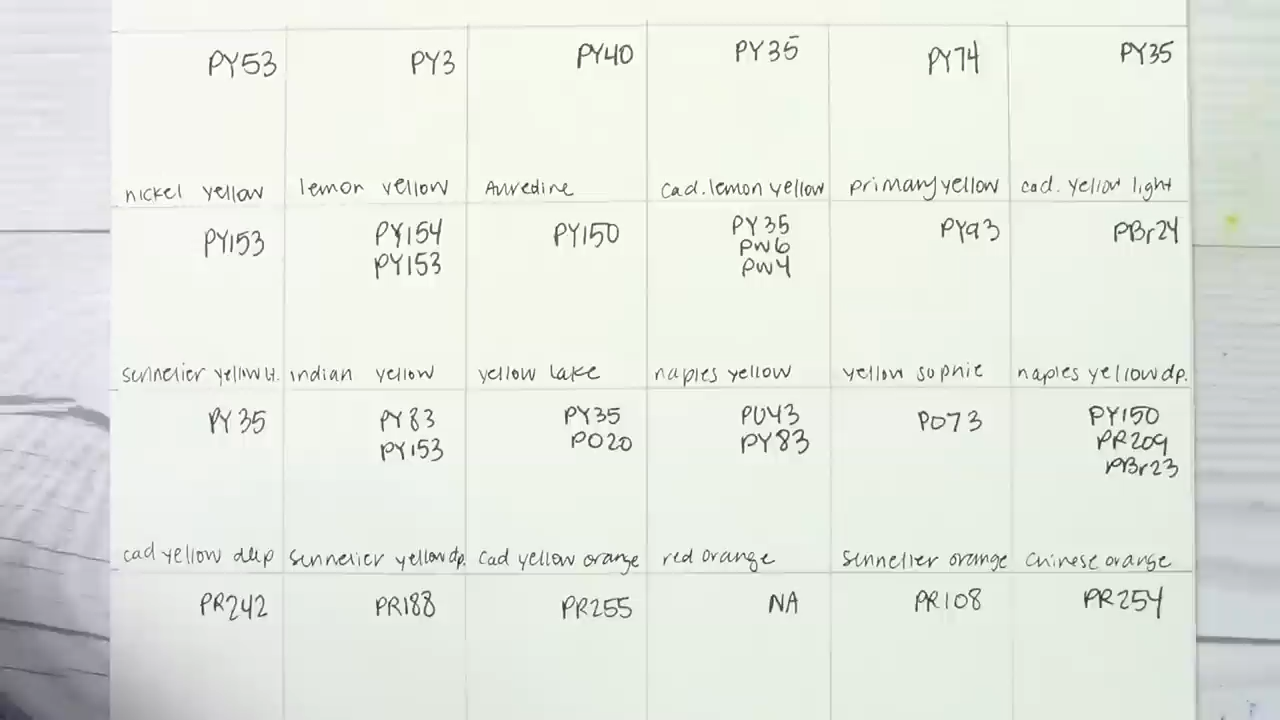 PY53 PY3 PY40 PY35 PY74 PY35
nickel yellow lemon yellow Auredine cad. lemon yellow primary yellow cad. yellow light
PY153 PY154 PY150 PY35 PY93 PBr24
PY153 PW6
PW4
sennelier yellow lt. indian yellow yellow lake naples yellow yellow sophie naples yellow dp.
PY35 PY83 PY35 PO43 PO73 PY150
PY153 PO20 PY83 PR209
PBr23
cad yellow deep sennelier yellow dp. cad yellow orange red orange sennelier orange chinese orange
PR242 PR188 PR255 NA PR108 PR254